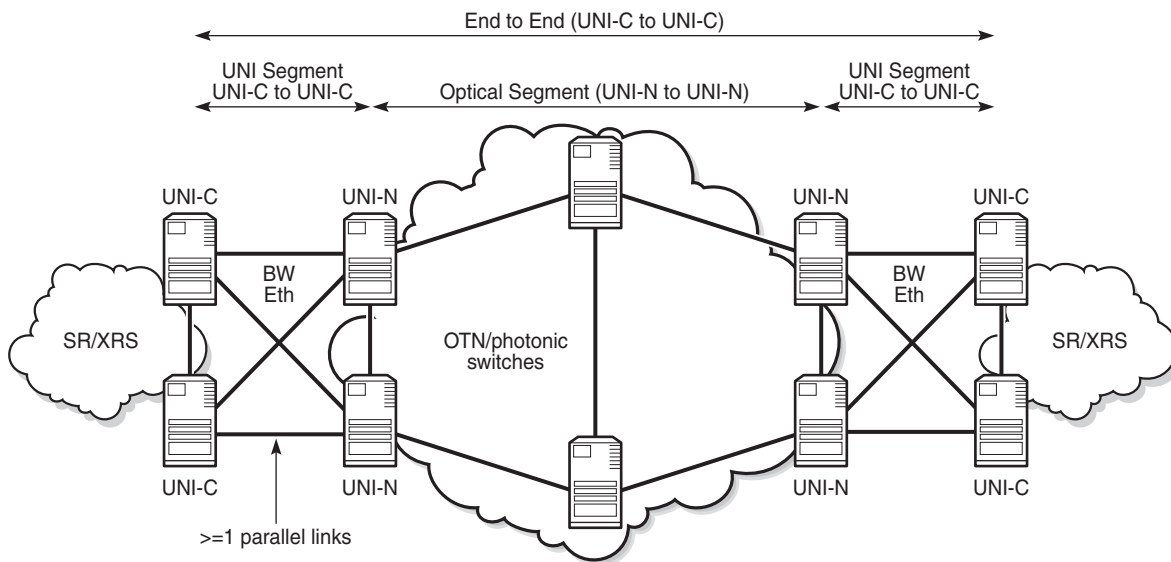 End to End (UNI-C to UNI-C)
UNI Segment
UNI-C to UNI-C
Optical Segment (UNI-N to UNI-N)
UNI Segment
UNI-C to UNI-C
UNI-C
UNI-N
UNI-N
UNI-C
BW
Eth
BW
Eth
SR/XRS
OTN/photonic
switches
SR/XRS
UNI-C
UNI-N
UNI-N
UNI-C
>=1 parallel links